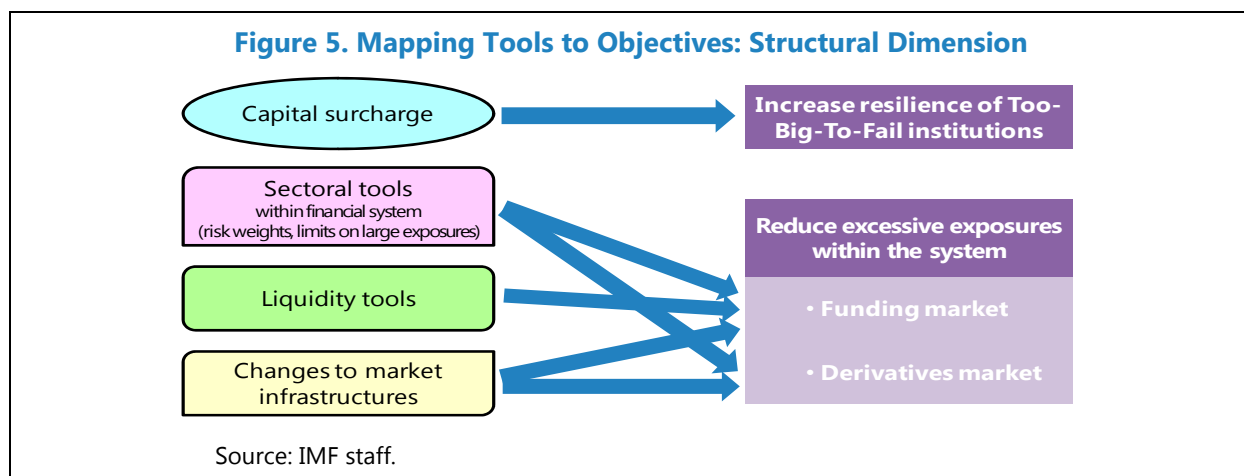 Figure 5. Mapping Tools to Objectives: Structural Dimension
Capital surcharge
Increase resilience of Too-
Big-To-Fail institutions
Sectoral tools
within financial system
(risk weights, limits on large exposures)
Reduce excessive exposures
within the system
Liquidity tools
• Funding market
Changes to market
infrastructures
• Derivatives market
Source: IMF staff.